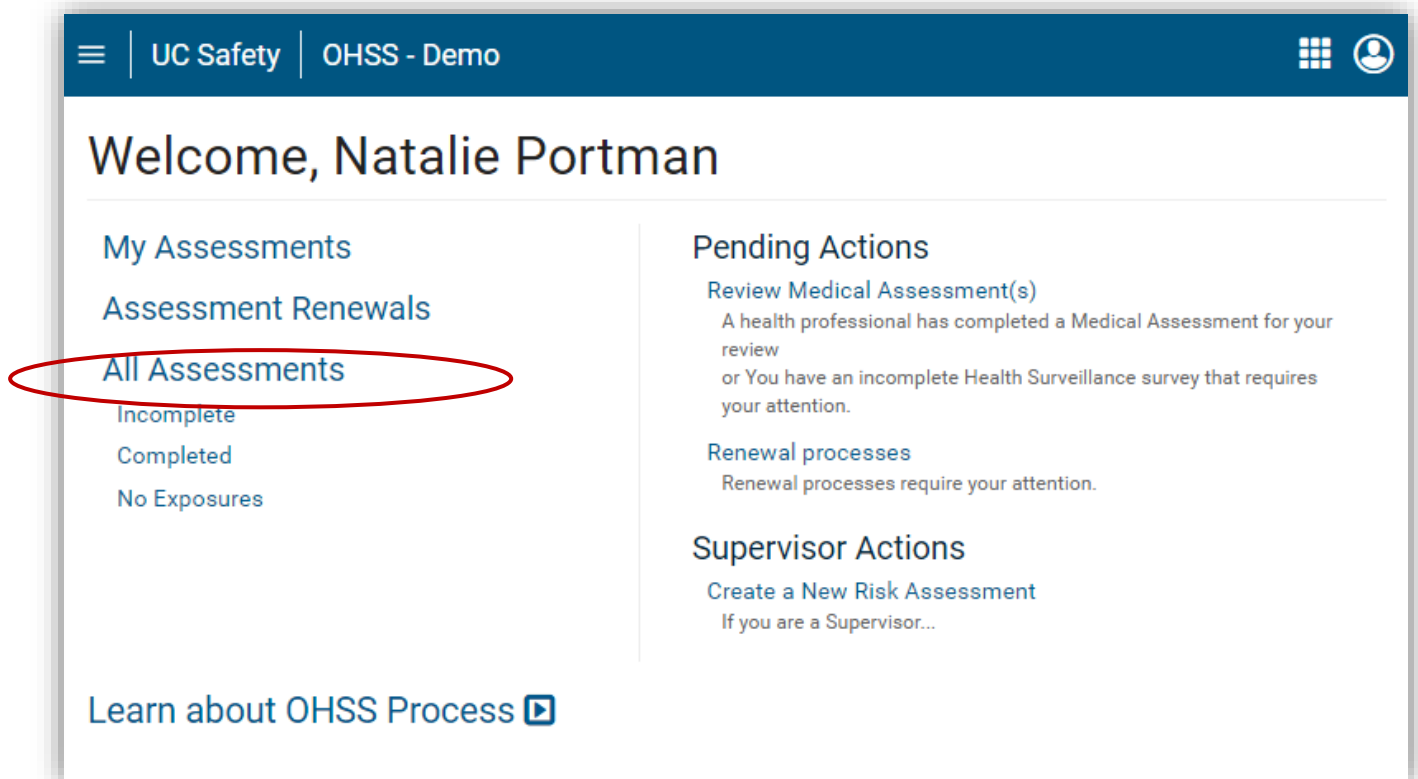 UC Safety OHSS - Demo
Welcome, Natalie Portman
My Assessments
Assessment Renewals
All Assessments
Incomplete
Completed
No Exposures
Pending Actions
Review Medical Assessment(s)
A health professional has completed a Medical Assessment for your
review
or You have an incomplete Health Surveillance survey that requires
your attention.
Renewal processes
Renewal processes require your attention.
Supervisor Actions
Create a New Risk Assessment
If you are a Supervisor...
Learn about OHSS Process